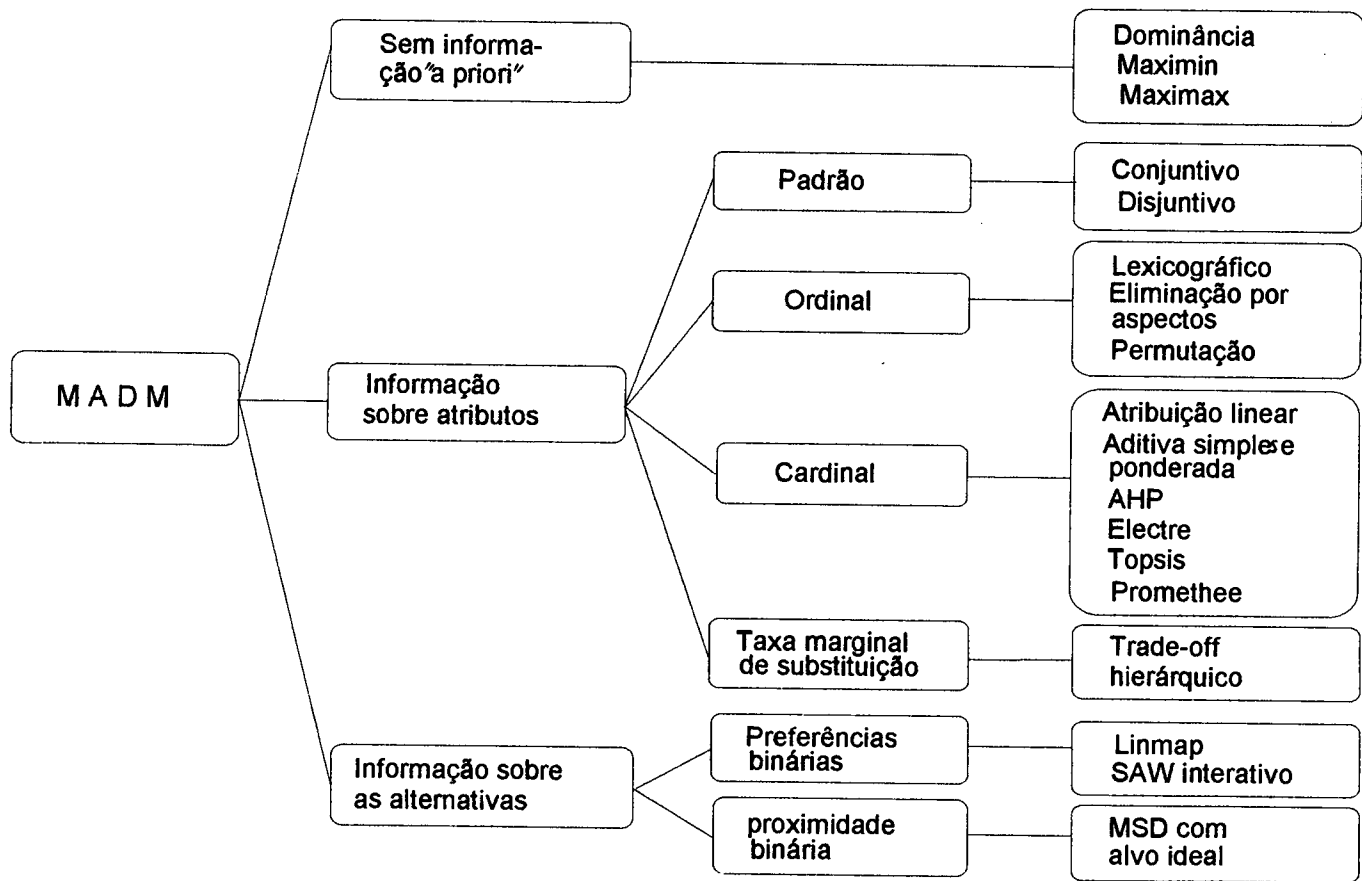 Sem informa-
ção "a priori"
Dominância
Maximin
Maximax
Padrão
Conjuntivo
Disjuntivo
Ordinal
Lexicográfico
Eliminação por
aspectos
Permutação
M A D M
Informação
sobre atributos
Cardinal
Atribuição linear
Aditiva simples e
ponderada
AHP
Electre
Topsis
Promethee
Taxa marginal
de substituição
Trade-off
hierárquico
Informação sobre
as alternativas
Preferências
binárias
Linmap
SAW interativo
proximidade
binária
MSD com
alvo ideal